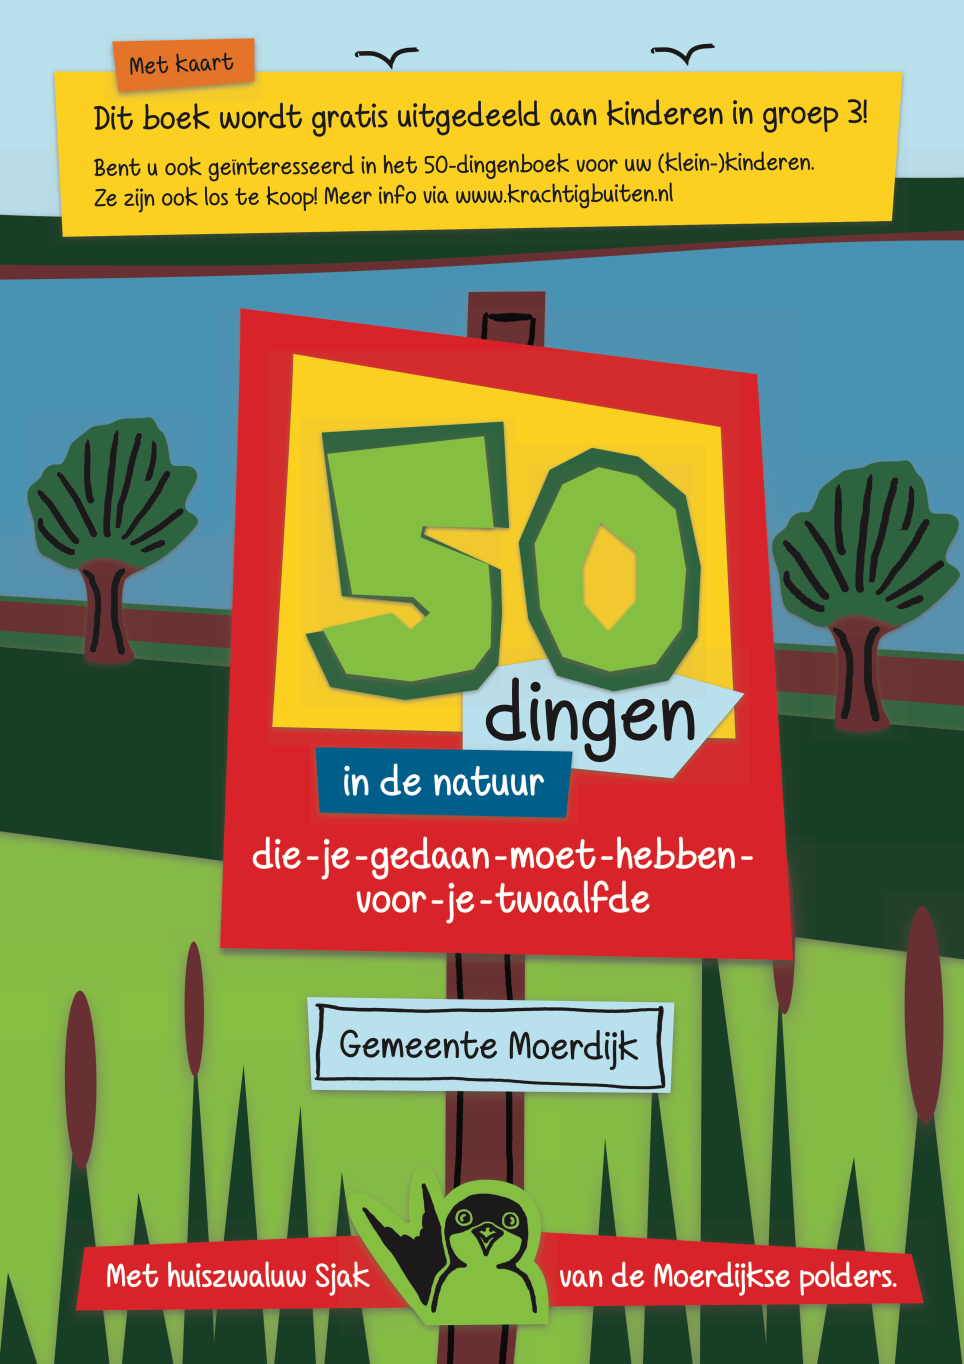 Met kaart
Dit boek wordt gratis uitgedeeld aan kinderen in groep 3!
Bent u ook geïnteresseerd in het 50-dingenboek voor uw (klein-)kinderen.
Ze zijn ook los te koop! Meer info via www.krachtigbuiten.nl
50
dingen
in de natuur
die-je-gedaan-moet-hebben-
voor-je-twaalfde
Gemeente Moerdijk
Met huiszwaluw Sjak van de Moerdijkse polders.